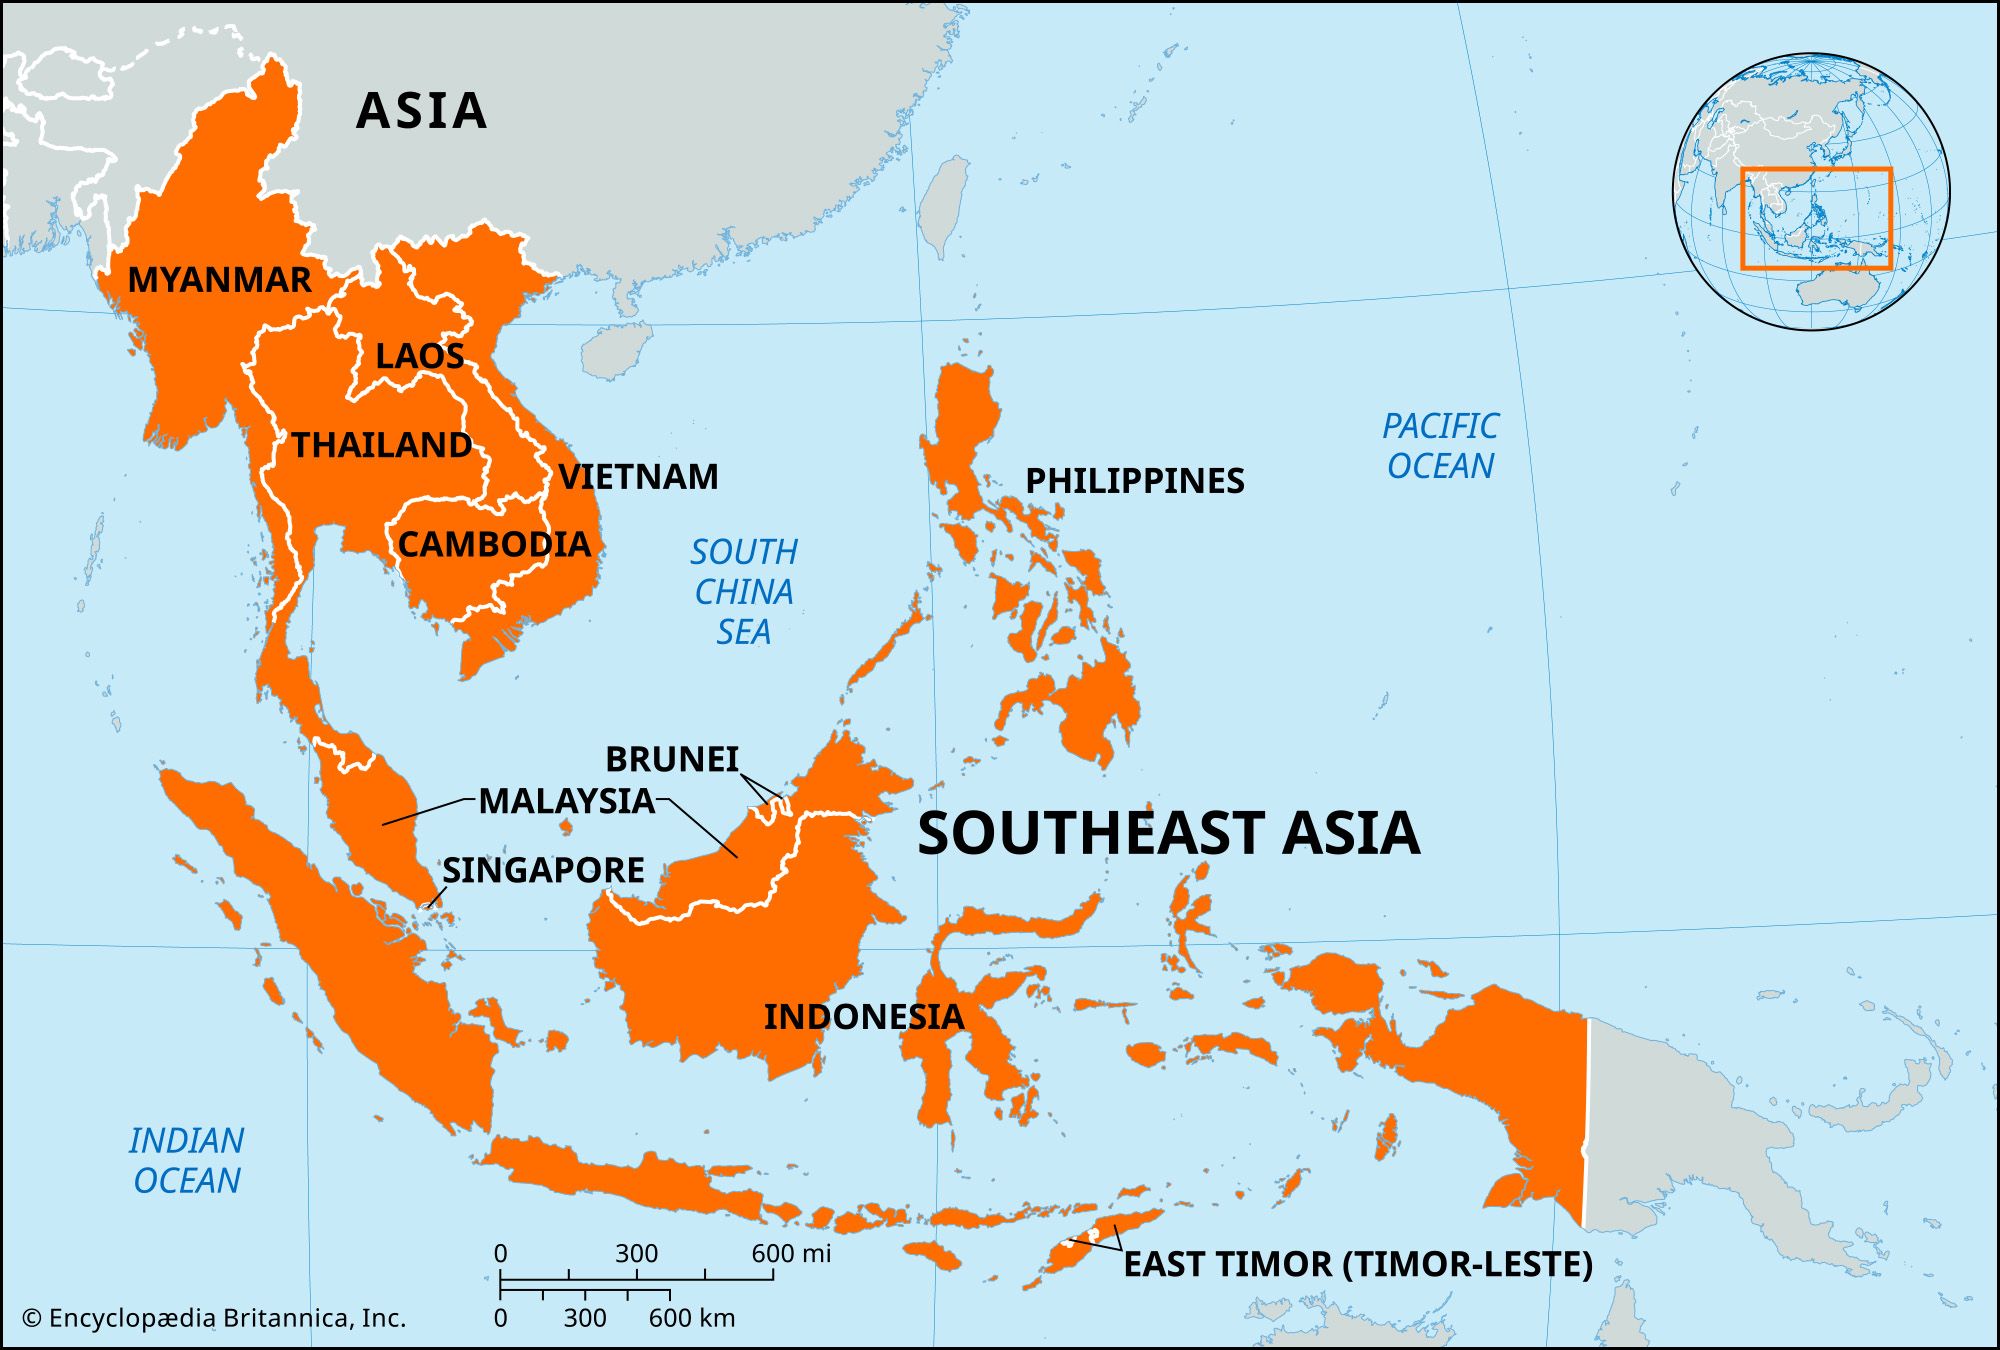 ASIA
MYANMAR
LAOS
THAILAND
VIETNAM
CAMBODIA
PHILIPPINES
PACIFIC
OCEAN
SOUTH
CHINA
SEA
BRUNEI
MALAYSIA
SINGAPORE
SOUTHEAST ASIA
INDONESIA
INDIAN
OCEAN
EAST TIMOR (TIMOR-LESTE)
0 300 600 mi
0 300 600 km
© Encyclopædia Britannica, Inc.